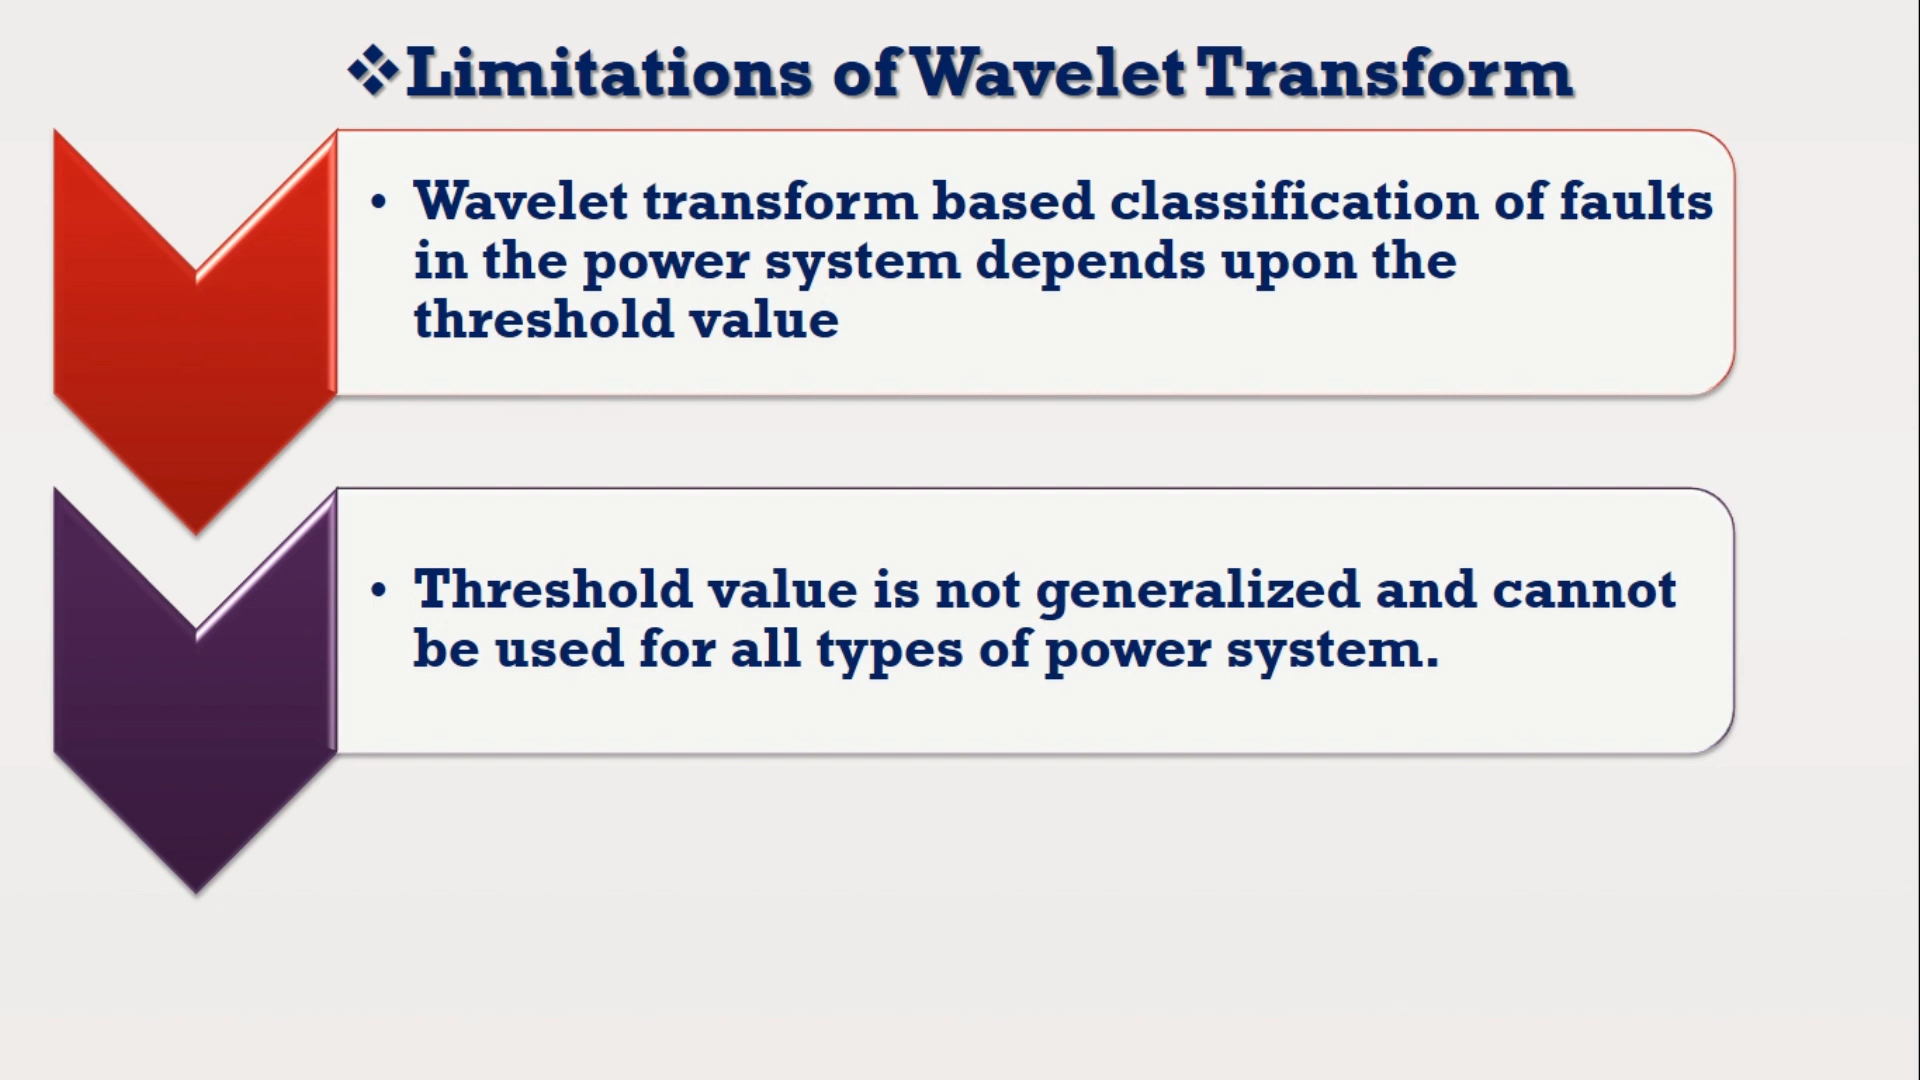 ❖Limitations of Wavelet Transform
• Wavelet transform based classification of faults
in the power system depends upon the
threshold value
• Threshold value is not generalized and cannot
be used for all types of power system.